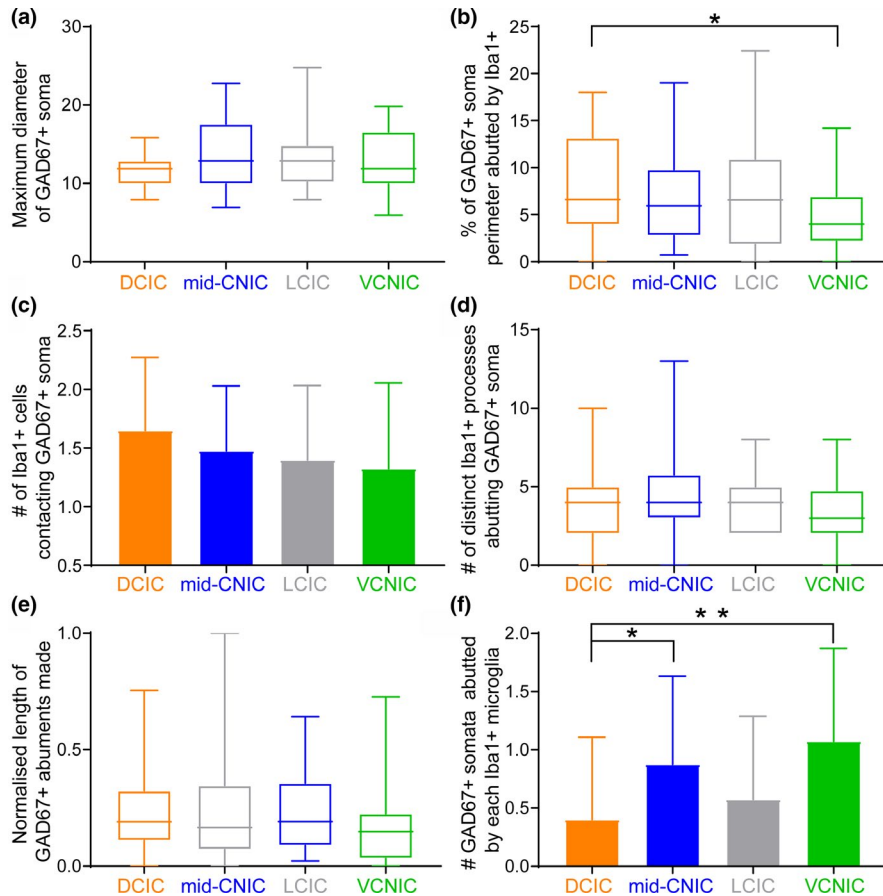 (a)
Maximum diameter
of GAD67+ soma
30
20
10
0
DCIC mid-CNIC LCIC VCNIC
(b)
*
% of GAD67+ soma
perimeter abutted by Iba1+
25
20
15
10
5
0
DCIC mid-CNIC LCIC VCNIC
(c)
# of Iba1+ cells
contacting GAD67+ soma
2.5
2.0
1.5
1.0
0.5
DCIC mid-CNIC LCIC VCNIC
(d)
# of distinct Iba1+ processes
abutting GAD67+ soma
15
10
5
0
DCIC mid-CNIC LCIC VCNIC
(e)
Normalised length of
GAD67+ abuments made
1.0
0.5
0.0
DCIC mid-CNIC LCIC VCNIC
(f)
* *
*
# GAD67+ somata abutted
by each Iba1+ microglia
2.0
1.5
1.0
0.5
0.0
DCIC mid-CNIC LCIC VCNIC